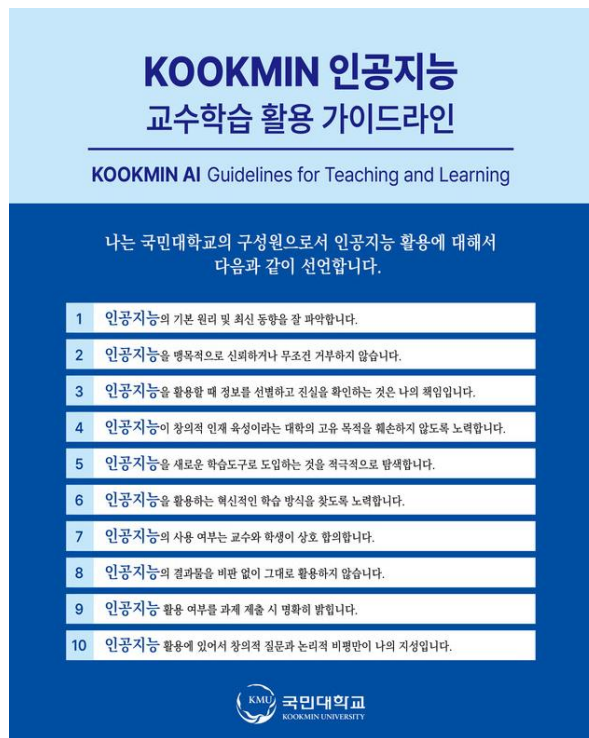 KOOKMIN 인공지능
교수학습 활용 가이드라인
KOOKMIN AI Guidelines for Teaching and Learning
나는 국민대학교의 구성원으로서 인공지능 활용에 대해서
다음과 같이 선언합니다.
1 인공지능의 기본 원리 및 최신 동향을 잘 파악합니다.
2 인공지능을 맹목적으로 신뢰하거나 무조건 거부하지 않습니다.
3 인공지능을 활용할 때 정보를 선별하고 진실을 확인하는 것은 나의 책임입니다.
4 인공지능이 창의적 인재 육성이라는 대학의 고유 목적을 훼손하지 않도록 노력합니다.
5 인공지능을 새로운 학습도구로 도입하는 것을 적극적으로 탐색합니다.
6 인공지능을 활용하는 혁신적인 학습 방식을 찾도록 노력합니다.
7 인공지능의 사용 여부는 교수와 학생이 상호 합의합니다.
8 인공지능의 결과물을 비판 없이 그대로 활용하지 않습니다.
9 인공지능 활용 여부를 과제 제출 시 명확히 밝힙니다.
10 인공지능 활용에 있어서 창의적 질문과 논리적 비평만이 나의 지성입니다.
KMU 국민대학교
KOOKMIN UNIVERSITY